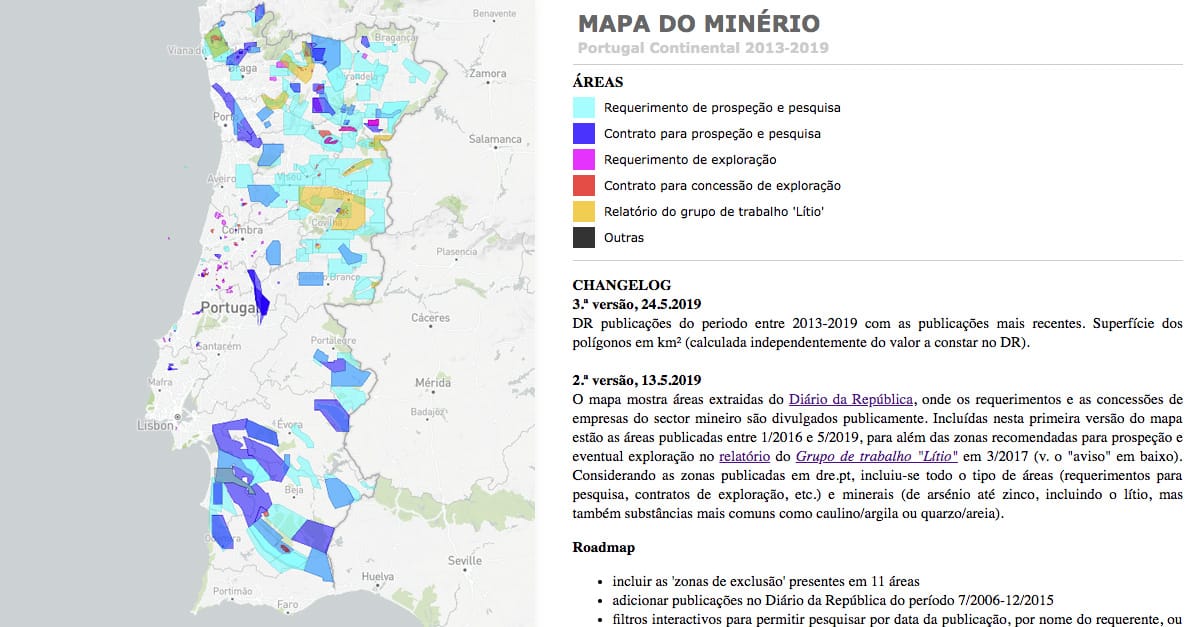 Benavente
Viana do
Bragança
Braga
Mirandela
Zamora
Port
Salamanca
Aveiro
Viseu
Guarda
Covilhã
Coimbra
Plasencia
Castelo Branco
Portugal
Cáceres
Santarém
Portalegre
Mafra
Mérida
Badajoz
Lisbon
Évora
Beja
Seville
Huelva
Portimão
Faro
MAPA DO MINÉRIO
Portugal Continental 2013-2019
ÁREAS
Requerimento de prospeção e pesquisa
Contrato para prospeção e pesquisa
Requerimento de exploração
Contrato para concessão de exploração
Relatório do grupo de trabalho 'Lítio'
Outras
CHANGELOG
3.ª versão, 24.5.2019
DR publicações do periodo entre 2013-2019 com as publicações mais recentes. Superfície dos
polígonos em km² (calculada independentemente do valor a constar no DR).
2.ª versão, 13.5.2019
O mapa mostra áreas extraidas do Diário da República, onde os requerimentos e as concessões de
empresas do sector mineiro são divulgados publicamente. Incluídas nesta primeira versão do mapa
estão as áreas publicadas entre 1/2016 e 5/2019, para além das zonas recomendadas para prospeção e
eventual exploração no relatório do Grupo de trabalho "Lítio" em 3/2017 (v. o "aviso" em baixo).
Considerando as zonas publicadas em dre.pt, incluiu-se todo o tipo de áreas (requerimentos para
pesquisa, contratos de exploração, etc.) e minerais (de arsénio até zinco, incluindo o lítio, mas
também substâncias mais comuns como caulino/argila ou quarzo/areia).
Roadmap
• incluir as 'zonas de exclusão' presentes em 11 áreas
• adicionar publicações no Diário da República do período 7/2006-12/2015
• filtros interactivos para permitir pesquisar por data da publicação, por nome do requerente, ou